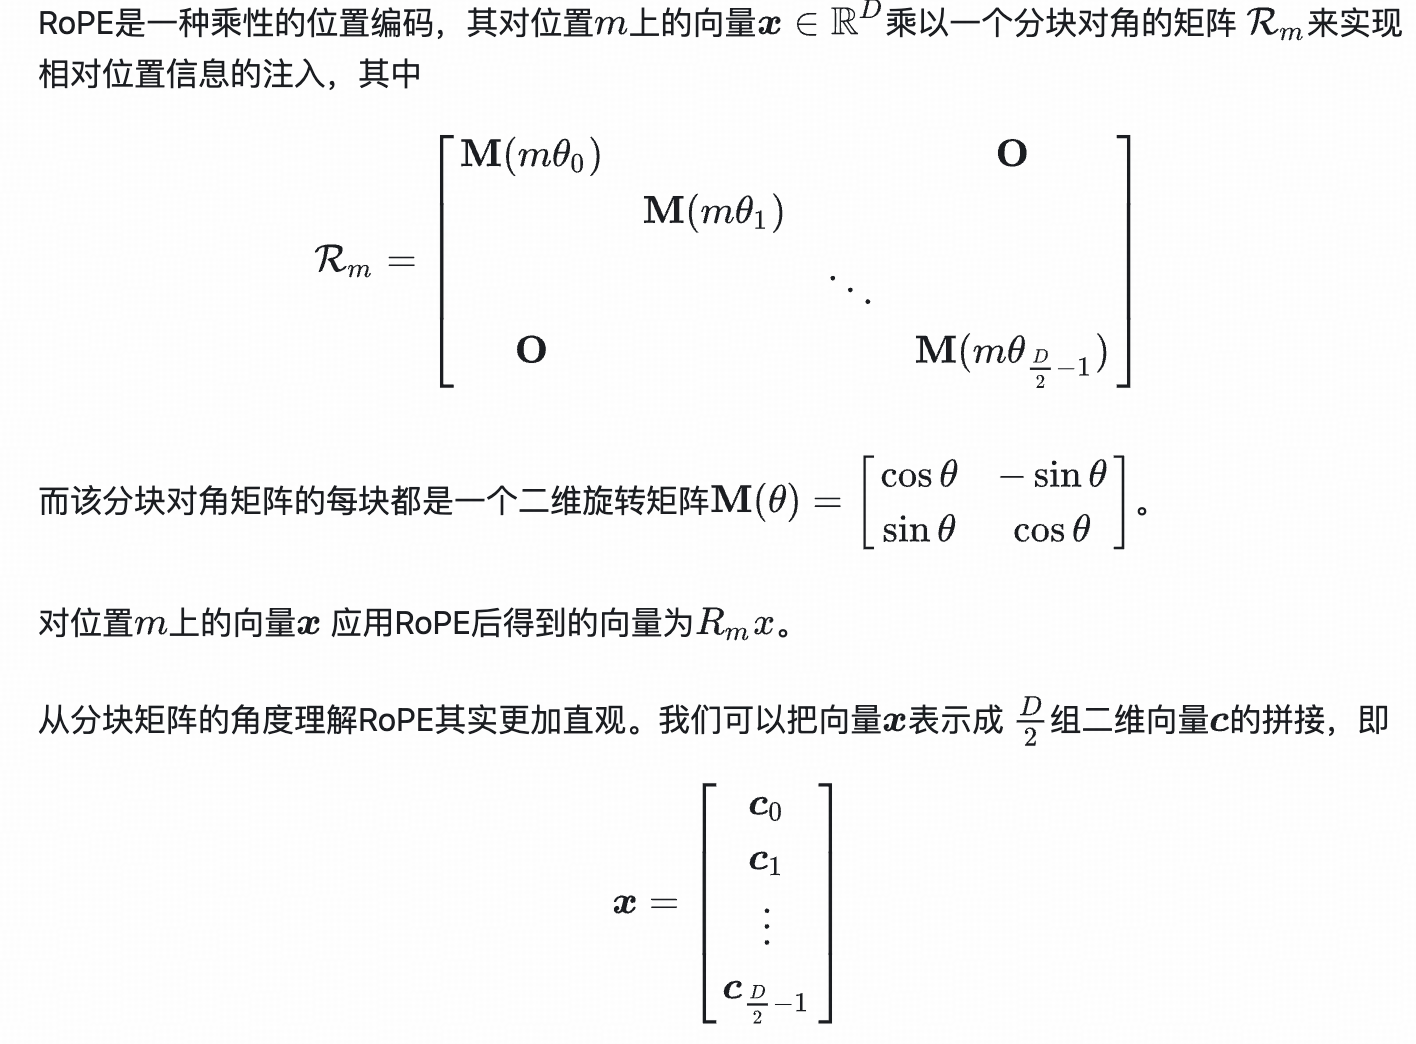 RoPE是一种乘性的位置编码，其对位置$m$上的向量$\boldsymbol{x} \in \mathbb{R}^D$乘以一个分块对角的矩阵 $\mathcal{R}_m$来实现
相对位置信息的注入，其中
$\mathcal{R}_m = \begin{bmatrix} \mathbf{M}(m\theta_0) & & & \mathbf{O} \\ & \mathbf{M}(m\theta_1) & & \\ & & \ddots & \\ \mathbf{O} & & & \mathbf{M}(m\theta_{\frac{D}{2}-1}) \end{bmatrix}$
而该分块对角矩阵的每块都是一个二维旋转矩阵$\mathbf{M}(\theta) = \begin{bmatrix} \cos\theta & -\sin\theta \\ \sin\theta & \cos\theta \end{bmatrix}$。
对位置$m$上的向量$\boldsymbol{x}$ 应用RoPE后得到的向量为$R_m x$。
从分块矩阵的角度理解RoPE其实更加直观。我们可以把向量$\boldsymbol{x}$表示成 $\frac{D}{2}$组二维向量$\boldsymbol{c}$的拼接，即
$\boldsymbol{x} = \begin{bmatrix} \boldsymbol{c}_0 \\ \boldsymbol{c}_1 \\ \vdots \\ \boldsymbol{c}_{\frac{D}{2}-1} \end{bmatrix}$